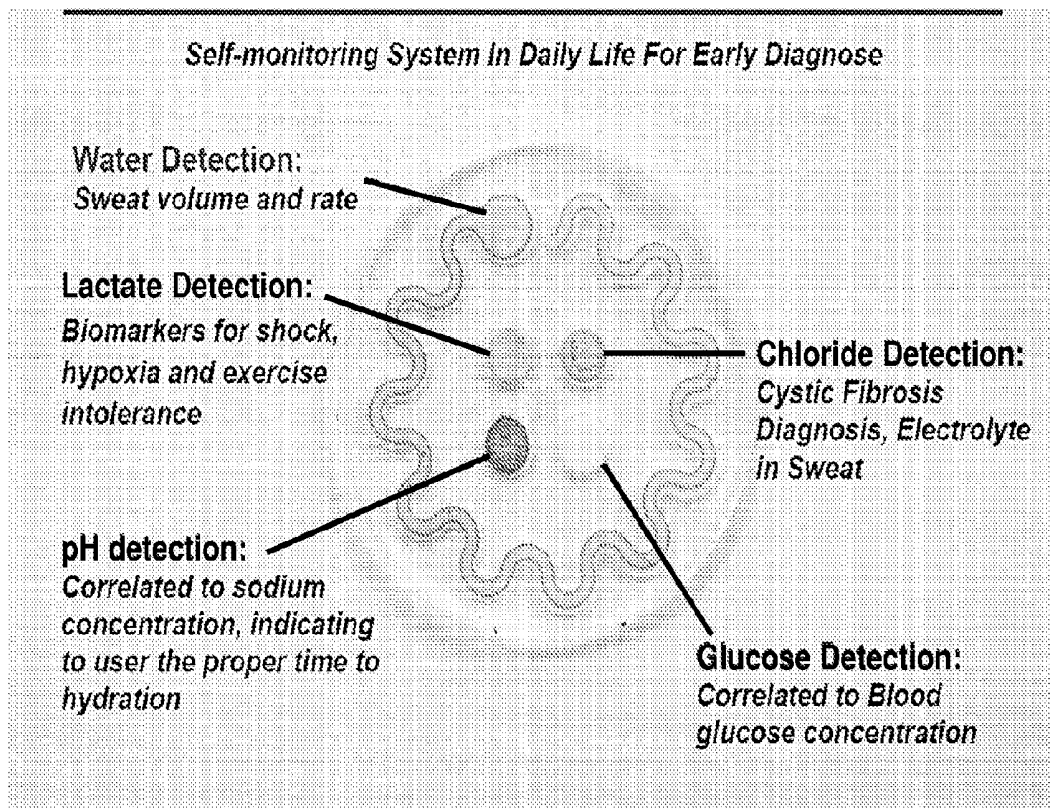 Self-monitoring System In Daily Life For Early Diagnose
Water Detection:
Sweat volume and rate
Lactate Detection:
Biomarkers for shock,
hypoxia and exercise
intolerance
Chloride Detection:
Cystic Fibrosis
Diagnosis, Electrolyte
in Sweat
pH detection:
Correlated to sodium
concentration, indicating
to user the proper time to
hydration
Glucose Detection:
Correlated to Blood
glucose concentration